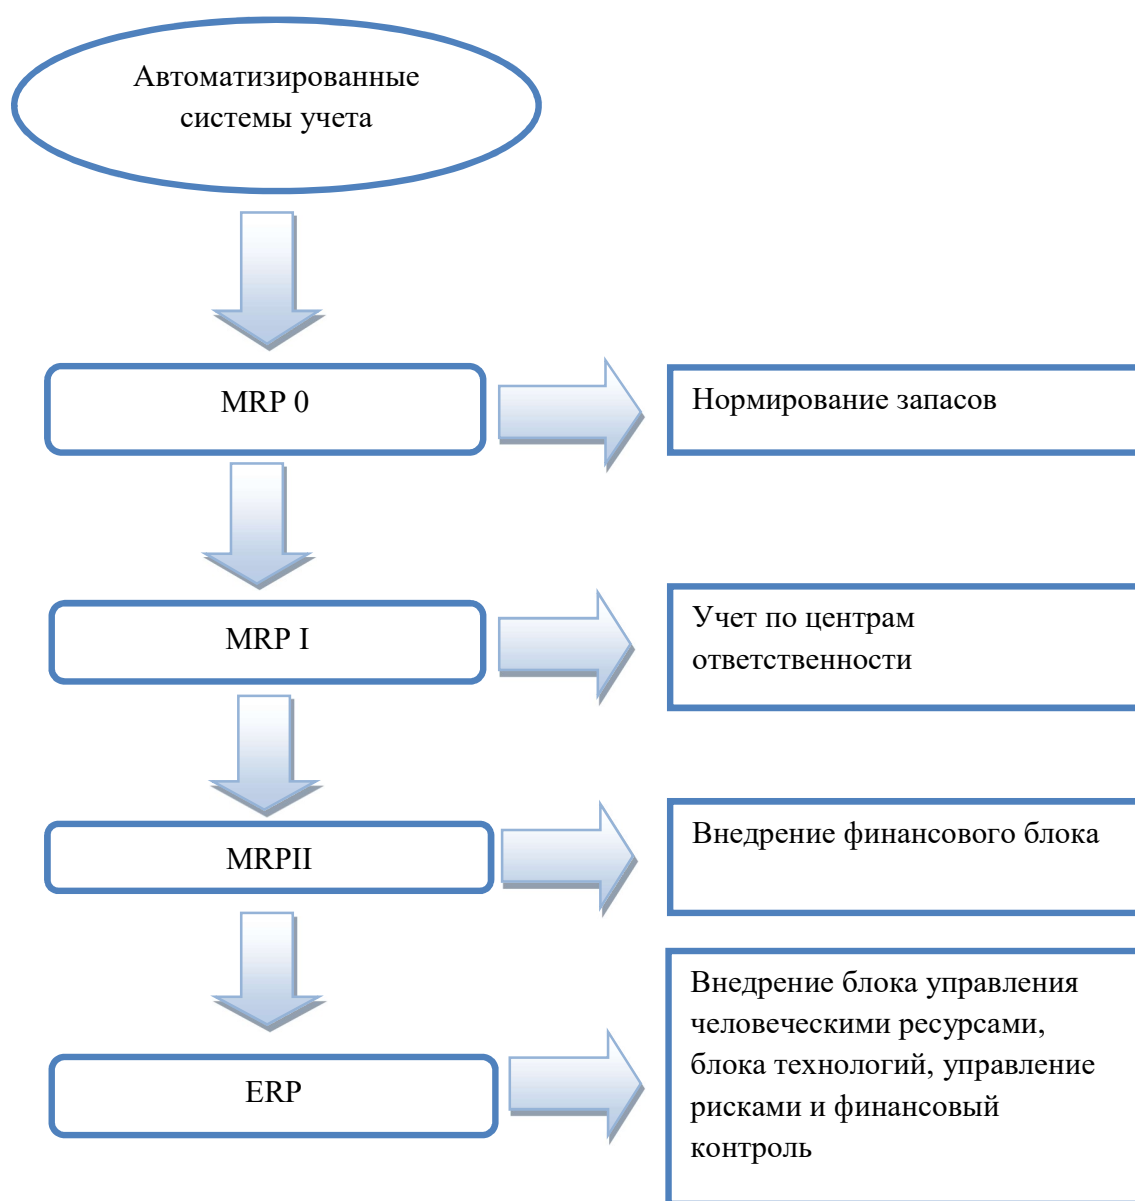 Автоматизированные
системы учета
MRP 0
Нормирование запасов
MRP I
Учет по центрам
ответственности
MRPII
Внедрение финансового блока
ERP
Внедрение блока управления
человеческими ресурсами,
блока технологий, управление
рисками и финансовый
контроль